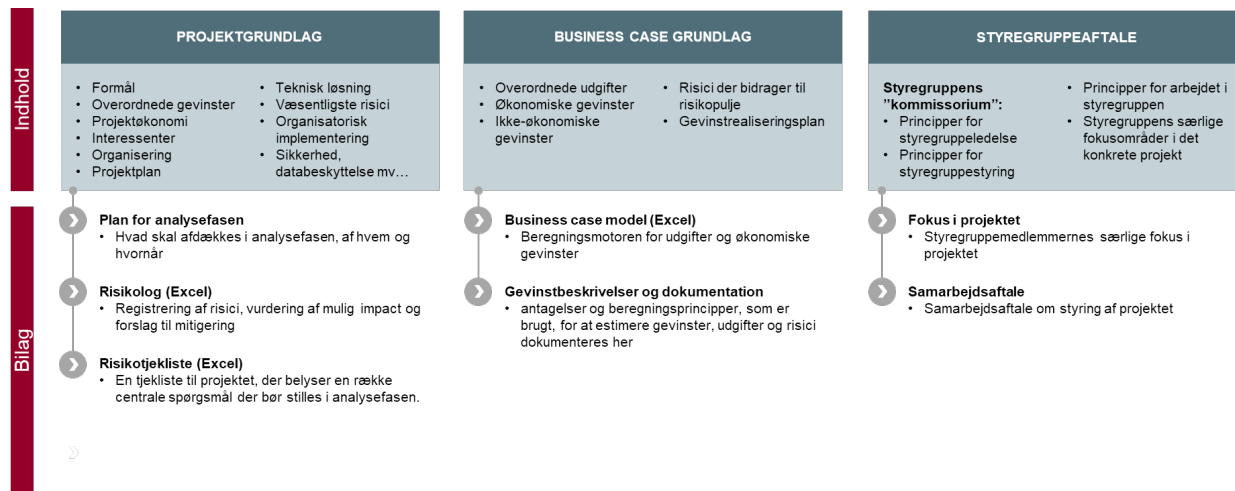 Indhold
PROJEKTGRUNDLAG
• Formål
• Overordnede gevinster
• Projektøkonomi
• Interessenter
• Organisering
• Projektplan
• Teknisk løsning
• Væsentligste risici
• Organisatorisk
implementering
• Sikkerhed,
databeskyttelse mv…
BUSINESS CASE GRUNDLAG
• Overordnede udgifter
• Økonomiske gevinster
• Ikke-økonomiske
gevinster
• Risici der bidrager til
risikopulje
• Gevinstrealiseringsplan
STYREGRUPPEAFTALE
Styregruppens
”kommissorium”:
• Principper for
styregruppeledelse
• Principper for
styregruppestyring
• Principper for arbejdet i
styregruppen
• Styregruppens særlige
fokusområder i det
konkrete projekt
Bilag
Plan for analysefasen
• Hvad skal afdækkes i analysefasen, af hvem og
hvornår
Risikolog (Excel)
• Registrering af risici, vurdering af mulig impact og
forslag til mitigering
Risikotjekliste (Excel)
• En tjekliste til projektet, der belyser en række
centrale spørgsmål der bør stilles i analysefasen.
Business case model (Excel)
• Beregningsmotoren for udgifter og økonomiske
gevinster
Gevinstbeskrivelser og dokumentation
• antagelser og beregningsprincipper, som er
brugt, for at estimere gevinster, udgifter og risici
dokumenteres her
Fokus i projektet
• Styregruppemedlemmernes særlige fokus i
projektet
Samarbejdsaftale
• Samarbejdsaftale om styring af projektet